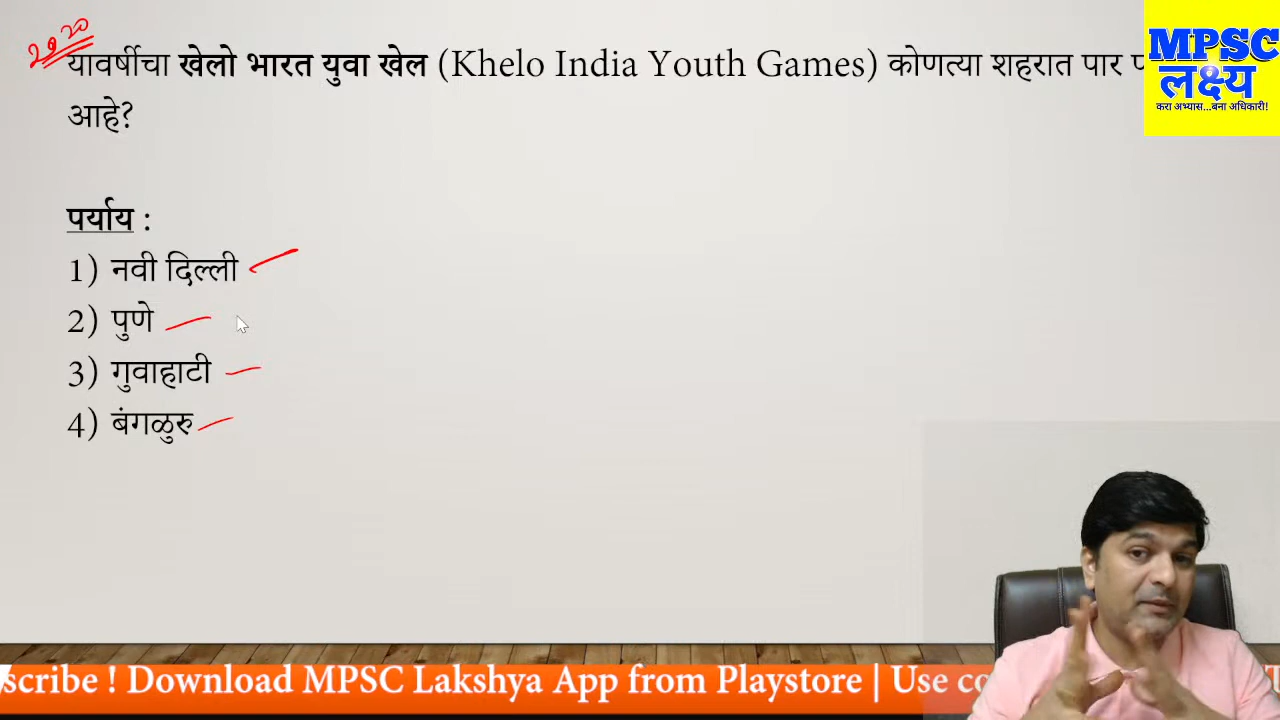 2020
यावर्षीचा खेलो भारत युवा खेल (Khelo India Youth Games) कोणत्या शहरात पार
आहे?
पर्याय :
1) नवी दिल्ली
2) पुणे
3) गुवाहाटी
4) बंगळुरु
MPSC
लक्ष्य
करा अभ्यास...बना अधिकारी!
scribe ! Download MPSC Lakshya App from Playstore | Use